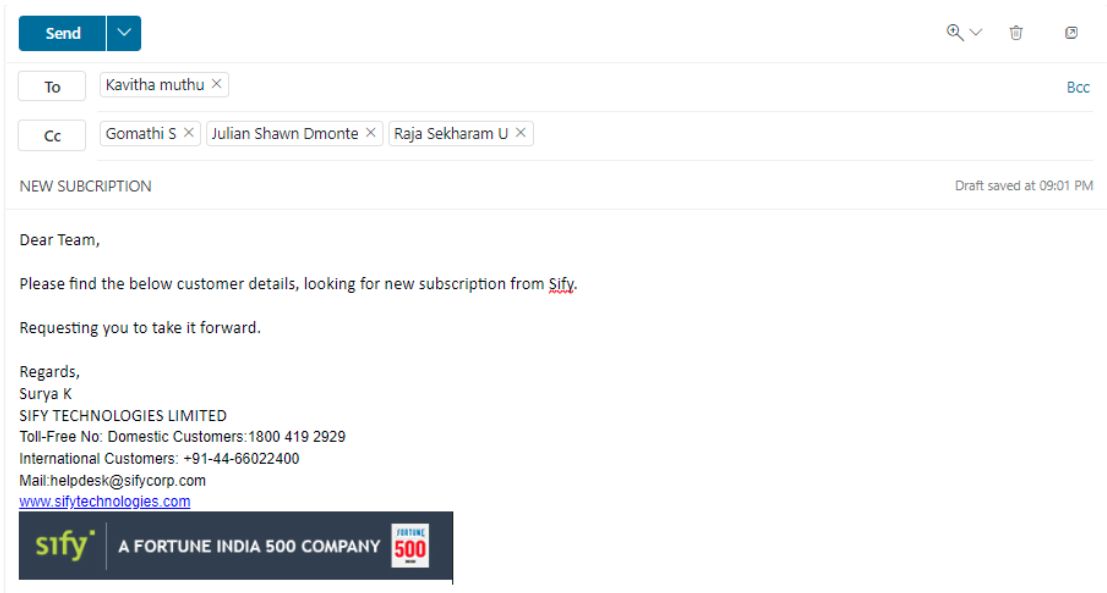 Send
To
Kavitha muthu
Bcc
Cc
Gomathi S
Julian Shawn Dmonte
Raja Sekharam U
NEW SUBCRIPTION
Draft saved at 09:01 PM
Dear Team,
Please find the below customer details, looking for new subscription from Sify.
Requesting you to take it forward.
Regards,
Surya K
SIFY TECHNOLOGIES LIMITED
Toll-Free No: Domestic Customers:1800 419 2929
International Customers: +91-44-66022400
Mail:helpdesk@sifycorp.com
www.sifytechnologies.com
sify
A FORTUNE INDIA 500 COMPANY
FORTUNE
500